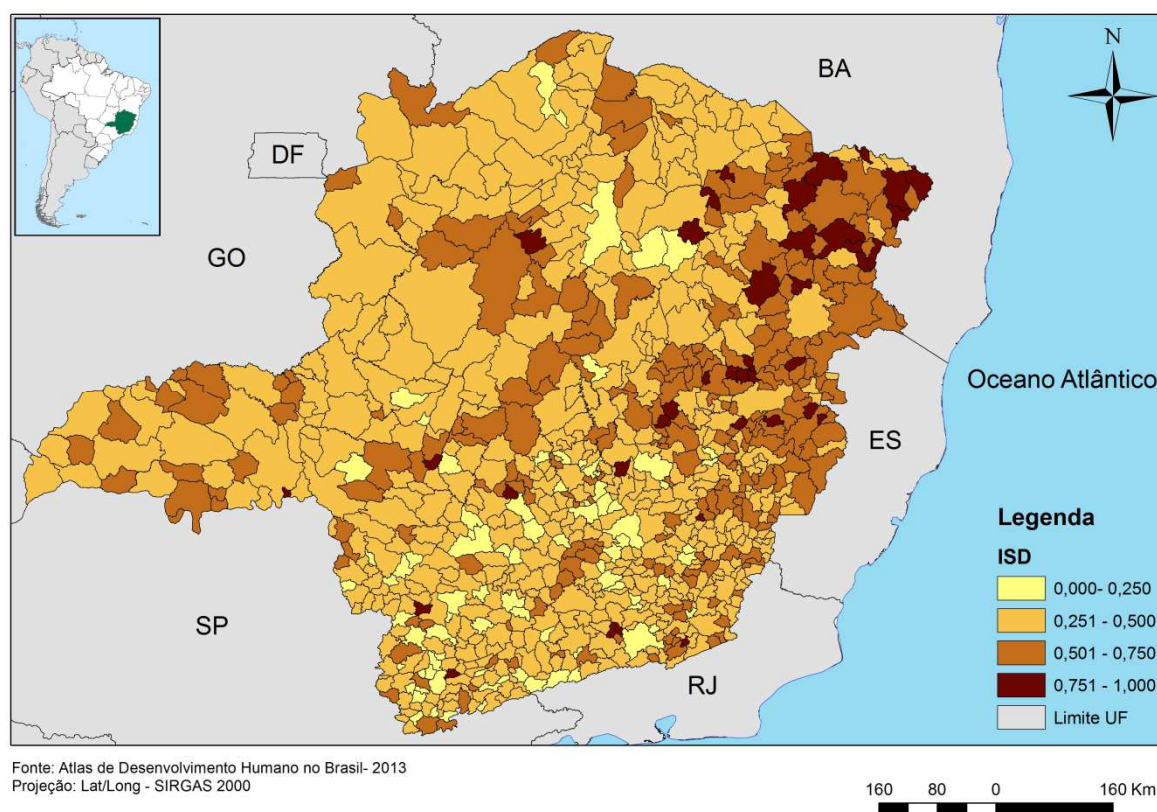 N
BA
DF
GO
Oceano Atlântico
ES
SP
RJ
Legenda
ISD
0,000- 0,250
0,251 - 0,500
0,501 - 0,750
0,751 - 1,000
Limite UF
Fonte: Atlas de Desenvolvimento Humano no Brasil- 2013
Projeção: Lat/Long - SIRGAS 2000
160 80 0 160 Km